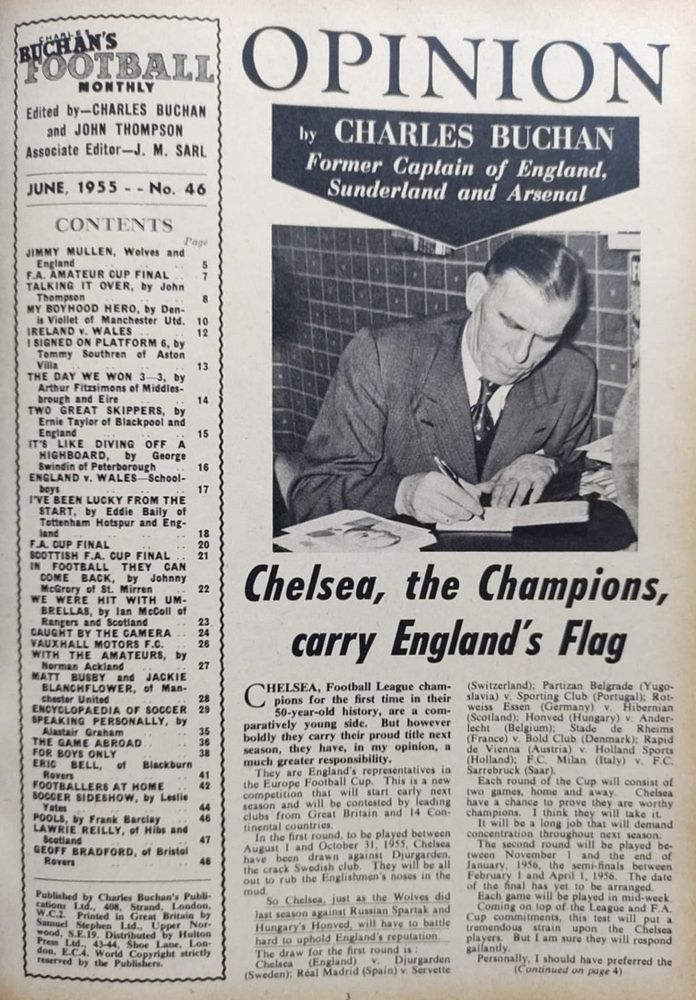 CHARLES
BUCHAN'S
FOOTBALL
MONTHLY
Edited by—CHARLES BUCHAN
and JOHN THOMPSON
Associate Editor—J. M. SARL
JUNE, 1955 - - No. 46
CONTENTS
Page
JIMMY MULLEN, Wolves and
England .. .. .. 5
F.A. AMATEUR CUP FINAL .. 7
TALKING IT OVER, by John
Thompson .. .. .. 8
MY BOYHOOD HERO, by Den-
is Viollet of Manchester Utd. 10
IRELAND v. WALES .. .. 12
I SIGNED ON PLATFORM 6, by
Tommy Southren of Aston
Villa .. .. .. 13
THE DAY WE WON 3—3, by
Arthur Fitzsimons of Middles-
brough and Eire .. .. 14
TWO GREAT SKIPPERS, by
Ernie Taylor of Blackpool and
England .. .. .. 15
IT'S LIKE DIVING OFF A
HIGHBOARD, by George
Swindin of Peterborough .. 16
ENGLAND v. WALES—School-
boys .. .. .. 17
I'VE BEEN LUCKY FROM THE
START, by Eddie Baily of
Tottenham Hotspur and Eng-
land .. .. .. 18
F.A. CUP FINAL .. .. 20
SCOTTISH F.A. CUP FINAL .. 21
IN FOOTBALL THEY CAN
COME BACK, by Johnny
McGrory of St. Mirren .. 22
WE WERE HIT WITH UM-
BRELLAS, by Ian McColl of
Rangers and Scotland .. 23
CAUGHT BY THE CAMERA .. 24
VAUXHALL MOTORS F.C. .. 26
WITH THE AMATEURS, by
Norman Ackland .. .. 27
MATT BUSBY and JACKIE
BLANCHFLOWER, of Man-
chester United .. .. 28
ENCYCLOPAEDIA OF SOCCER 29
SPEAKING PERSONALLY, by
Alastair Graham .. .. 35
THE GAME ABROAD .. .. 36
FOR BOYS ONLY .. .. 38
ERIC BELL, of Blackburn
Rovers .. .. .. 41
FOOTBALLERS AT HOME .. 42
SOCCER SIDESHOW, by Leslie
Yates .. .. .. 44
POOLS, by Frank Barclay .. 46
LAWRIE REILLY, of Hibs and
Scotland .. .. .. 47
GEOFF BRADFORD, of Bristol
Rovers .. .. .. 48
Published by Charles Buchan's Publi-
cations Ltd., 408, Strand, London,
W.C.2. Printed in Great Britain by
Samuel Stephen Ltd., Upper Nor-
wood, S.E.19. Distributed by Hulton
Press Ltd., 43-44, Shoe Lane, Lon-
don, E.C.4. World Copyright strictly
reserved by the Publishers.
OPINION
by CHARLES BUCHAN
Former Captain of England,
Sunderland and Arsenal
Chelsea, the Champions,
carry England's Flag
CHELSEA, Football League cham-
pions for the first time in their
50-year-old history, are a com-
paratively young side. But however
boldly they carry their proud title next
season, they have, in my opinion, a
much greater responsibility.
They are England's representatives in
the Europe Football Cup. This is a new
competition that will start early next
season and will be contested by leading
clubs from Great Britain and 14 Con-
tinental countries.
In the first round, to be played between
August 1 and October 31, 1955, Chelsea
have been drawn against Djurgarden,
the crack Swedish club. They will be all
out to rub the Englishmen's noses in the
mud.
So Chelsea, just as the Wolves did
last season against Russian Spartak and
Hungary's Honved, will have to battle
hard to uphold England's reputation.
The draw for the first round is:
Chelsea (England) v. Djurgarden
(Sweden); Réal Madrid (Spain) v. Servette
(Switzerland); Partizan Belgrade (Yugo-
slavia) v. Sporting Club (Portugal); Rot-
weiss Essen (Germany) v. Hibernian
(Scotland); Honved (Hungary) v. Ander-
lecht (Belgium); Stade de Rheims
(France) v. Bold Club (Denmark); Rapid
de Vienna (Austria) v. Holland Sports
(Holland); F.C. Milan (Italy) v. F.C.
Sarrebruck (Saar).
Each round of the Cup will consist of
two games, home and away. Chelsea
have a chance to prove they are worthy
champions. I think they will take it.
It will be a long job that will demand
concentration throughout next season.
The second round will be played be-
tween November 1 and the end of
January, 1956, the semi-finals between
February 1 and April 1, 1956. The date
of the final has yet to be arranged.
Each game will be played in mid-week.
Coming on top of the League and F.A.
Cup commitments, this test will put a
tremendous strain upon the Chelsea
players. But I am sure they will respond
gallantly.
Personally, I should have preferred the
(Continued on page 4)
3